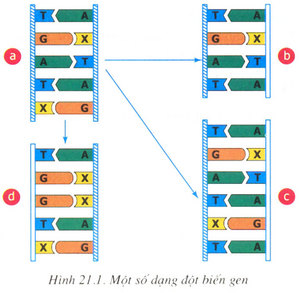 a
T A
G X
A T
T A
X G
b
T A
G X
A T
T A
d
T A
G X
G X
T A
X G
c
T A
G X
A T
T A
X G
T A
Hình 21.1. Một số dạng đột biến gen